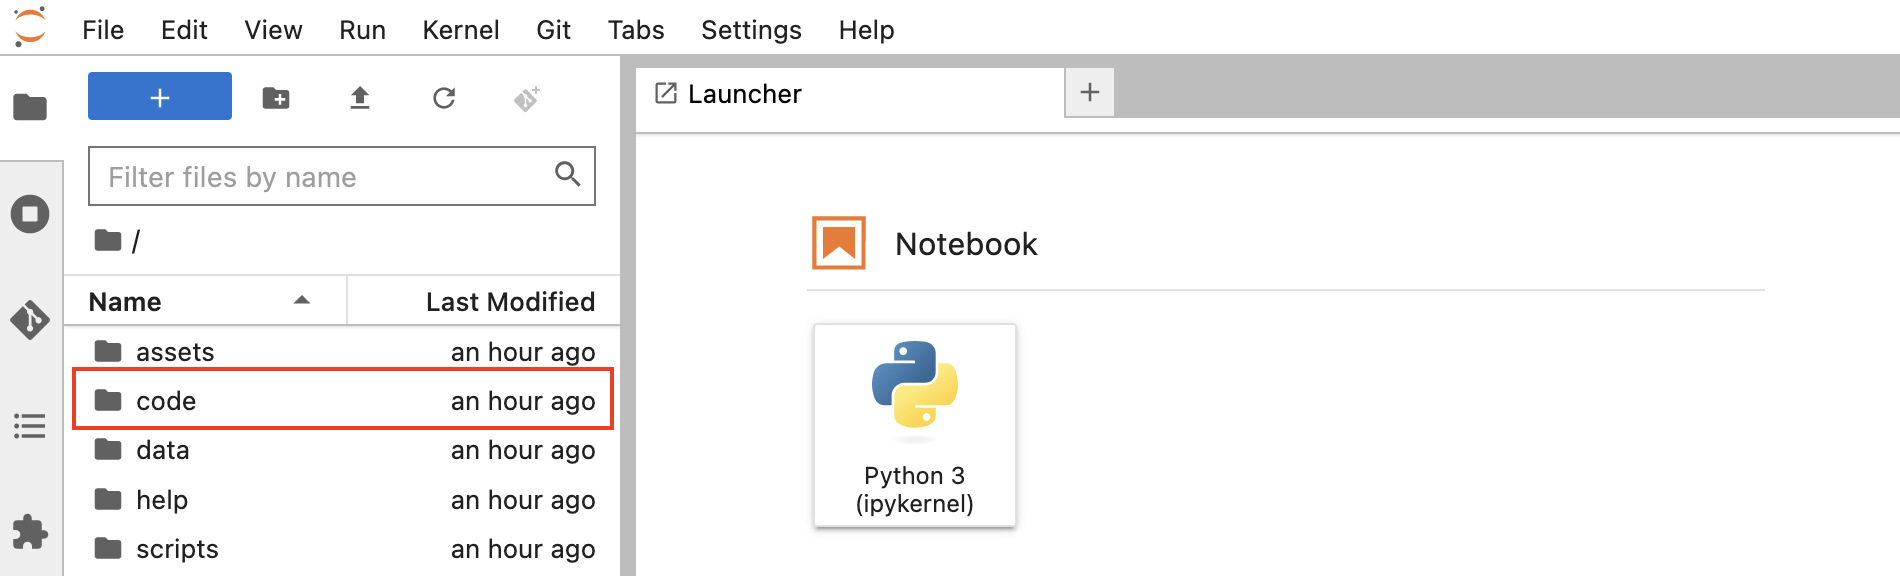 File Edit View Run Kernel Git Tabs Settings Help
+
Launcher
+
Filter files by name
/
Name Last Modified
assets an hour ago
code an hour ago
data an hour ago
help an hour ago
scripts an hour ago
Notebook
Python 3
(ipykernel)